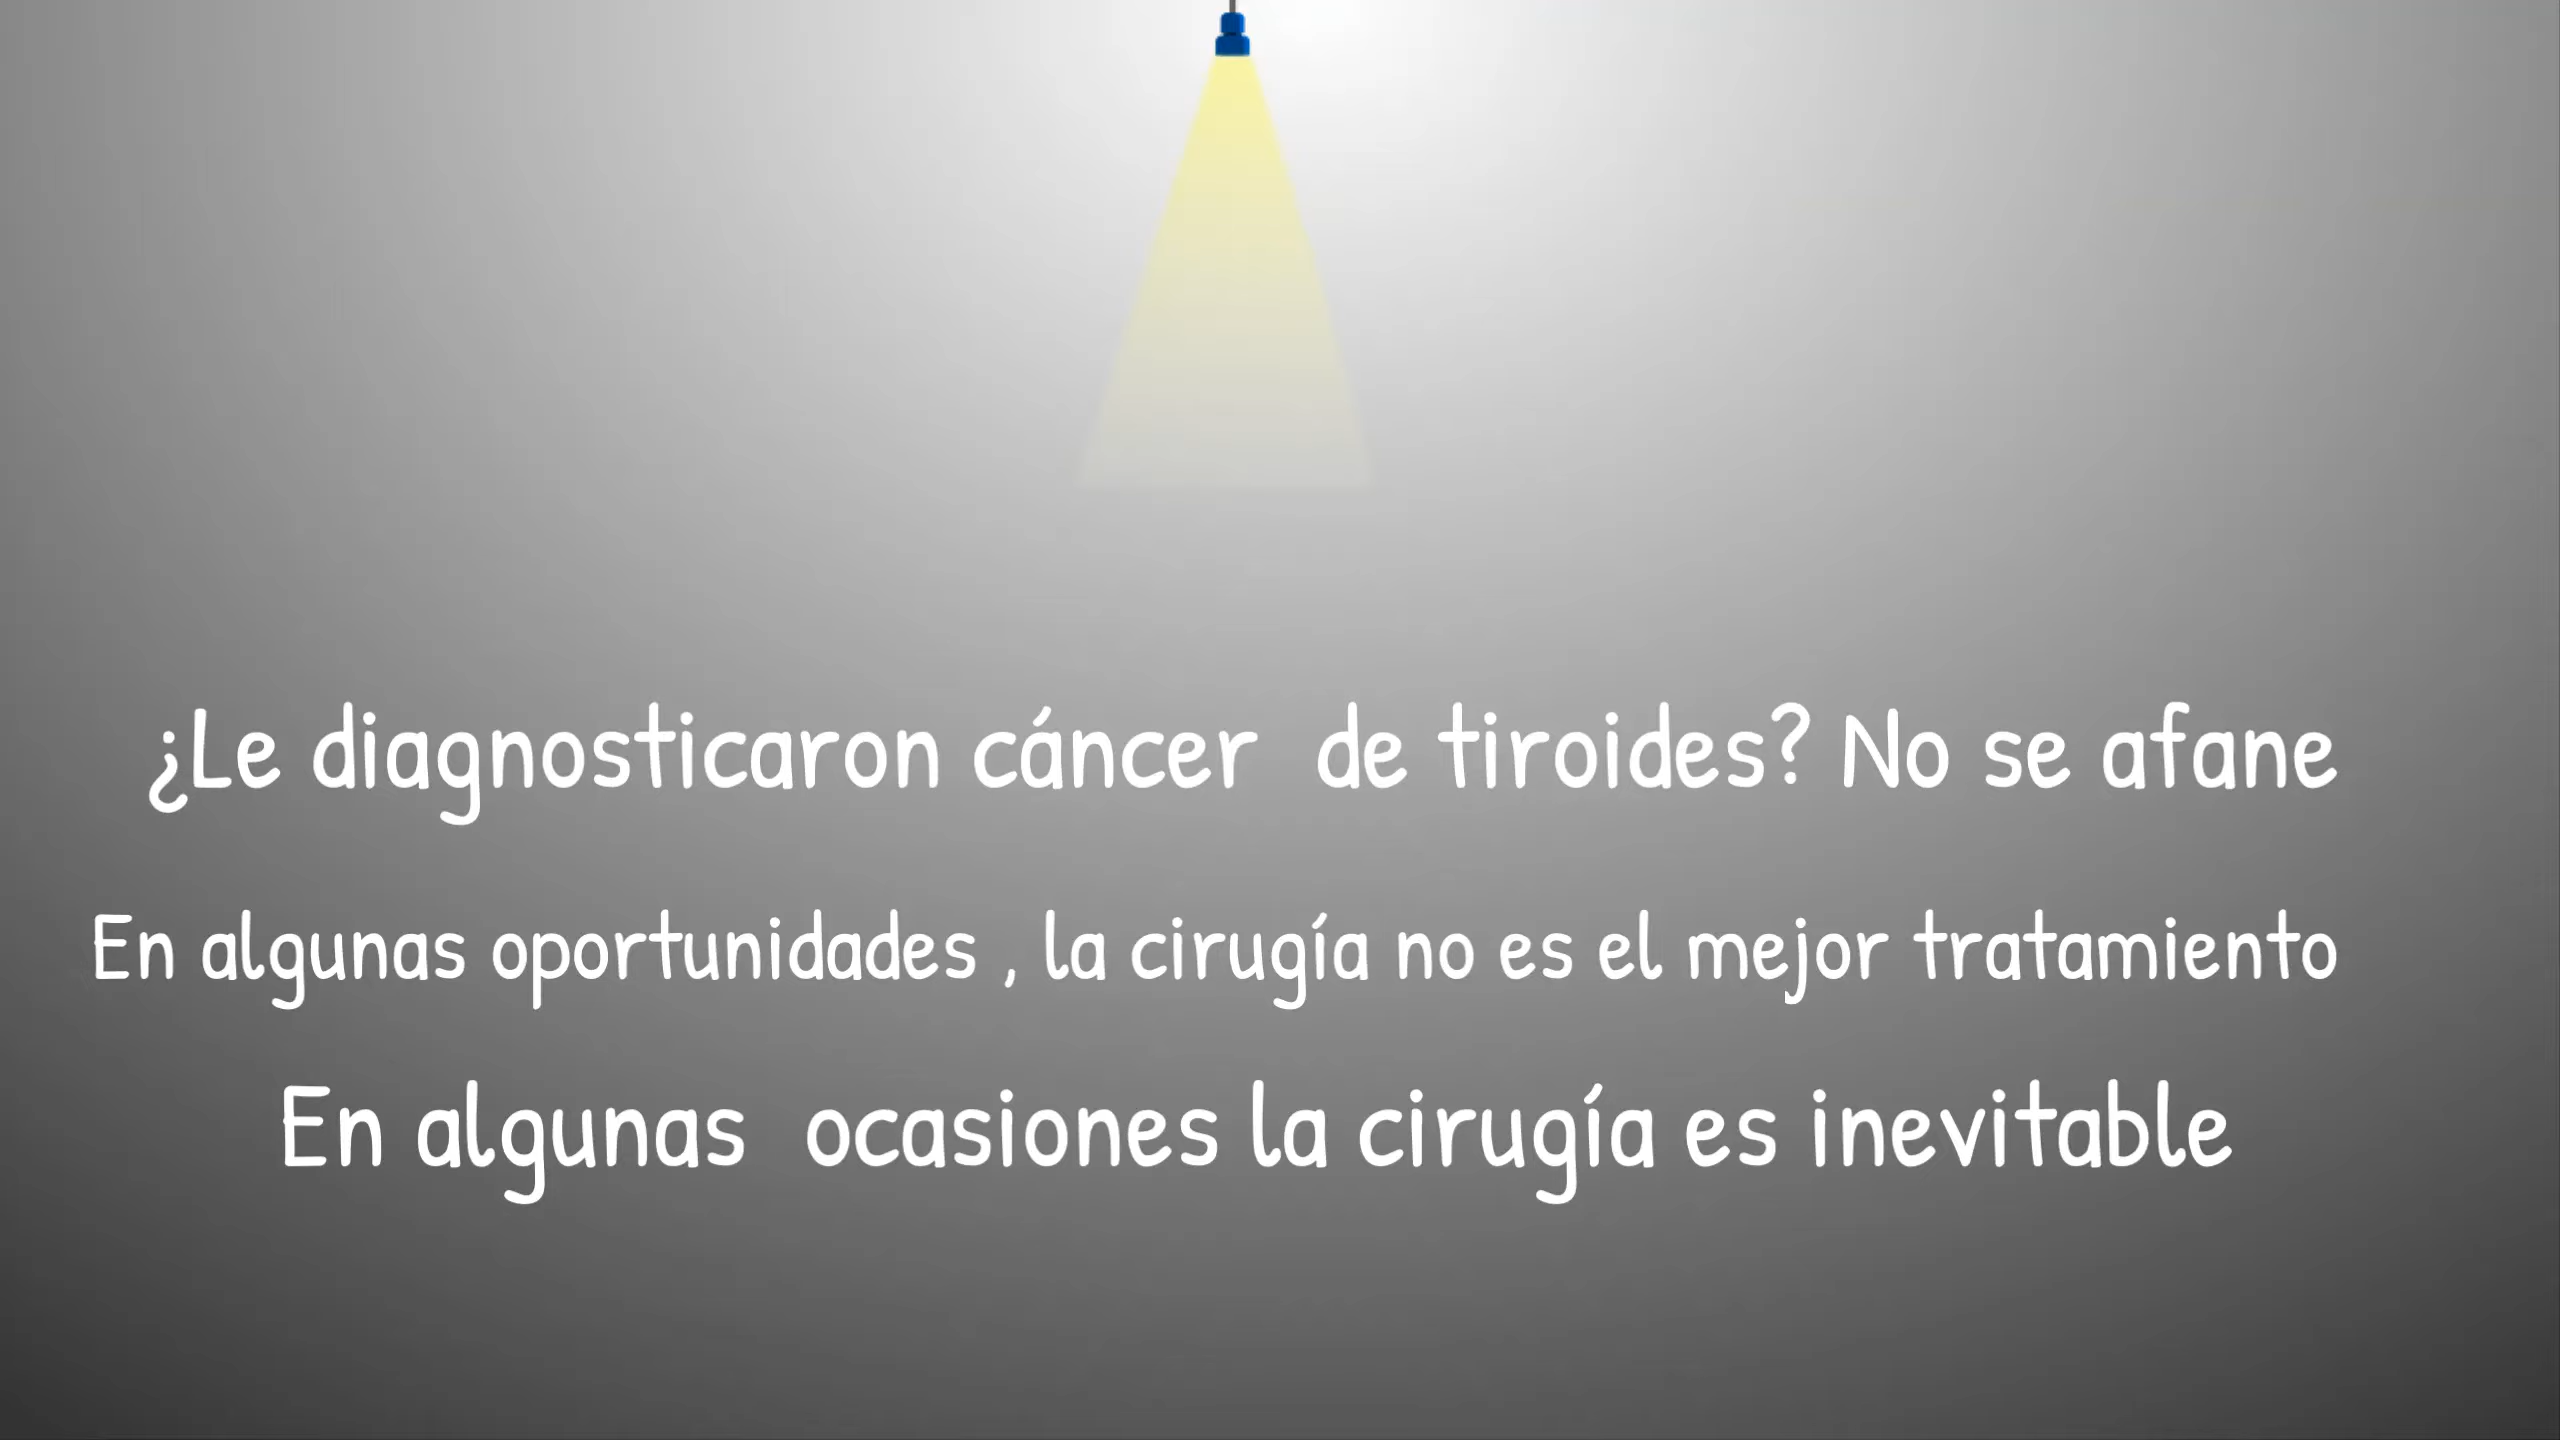 ¿Le diagnosticaron cáncer de tiroides? No se afane
En algunas oportunidades , la cirugía no es el mejor tratamiento
En algunas ocasiones la cirugía es inevitable